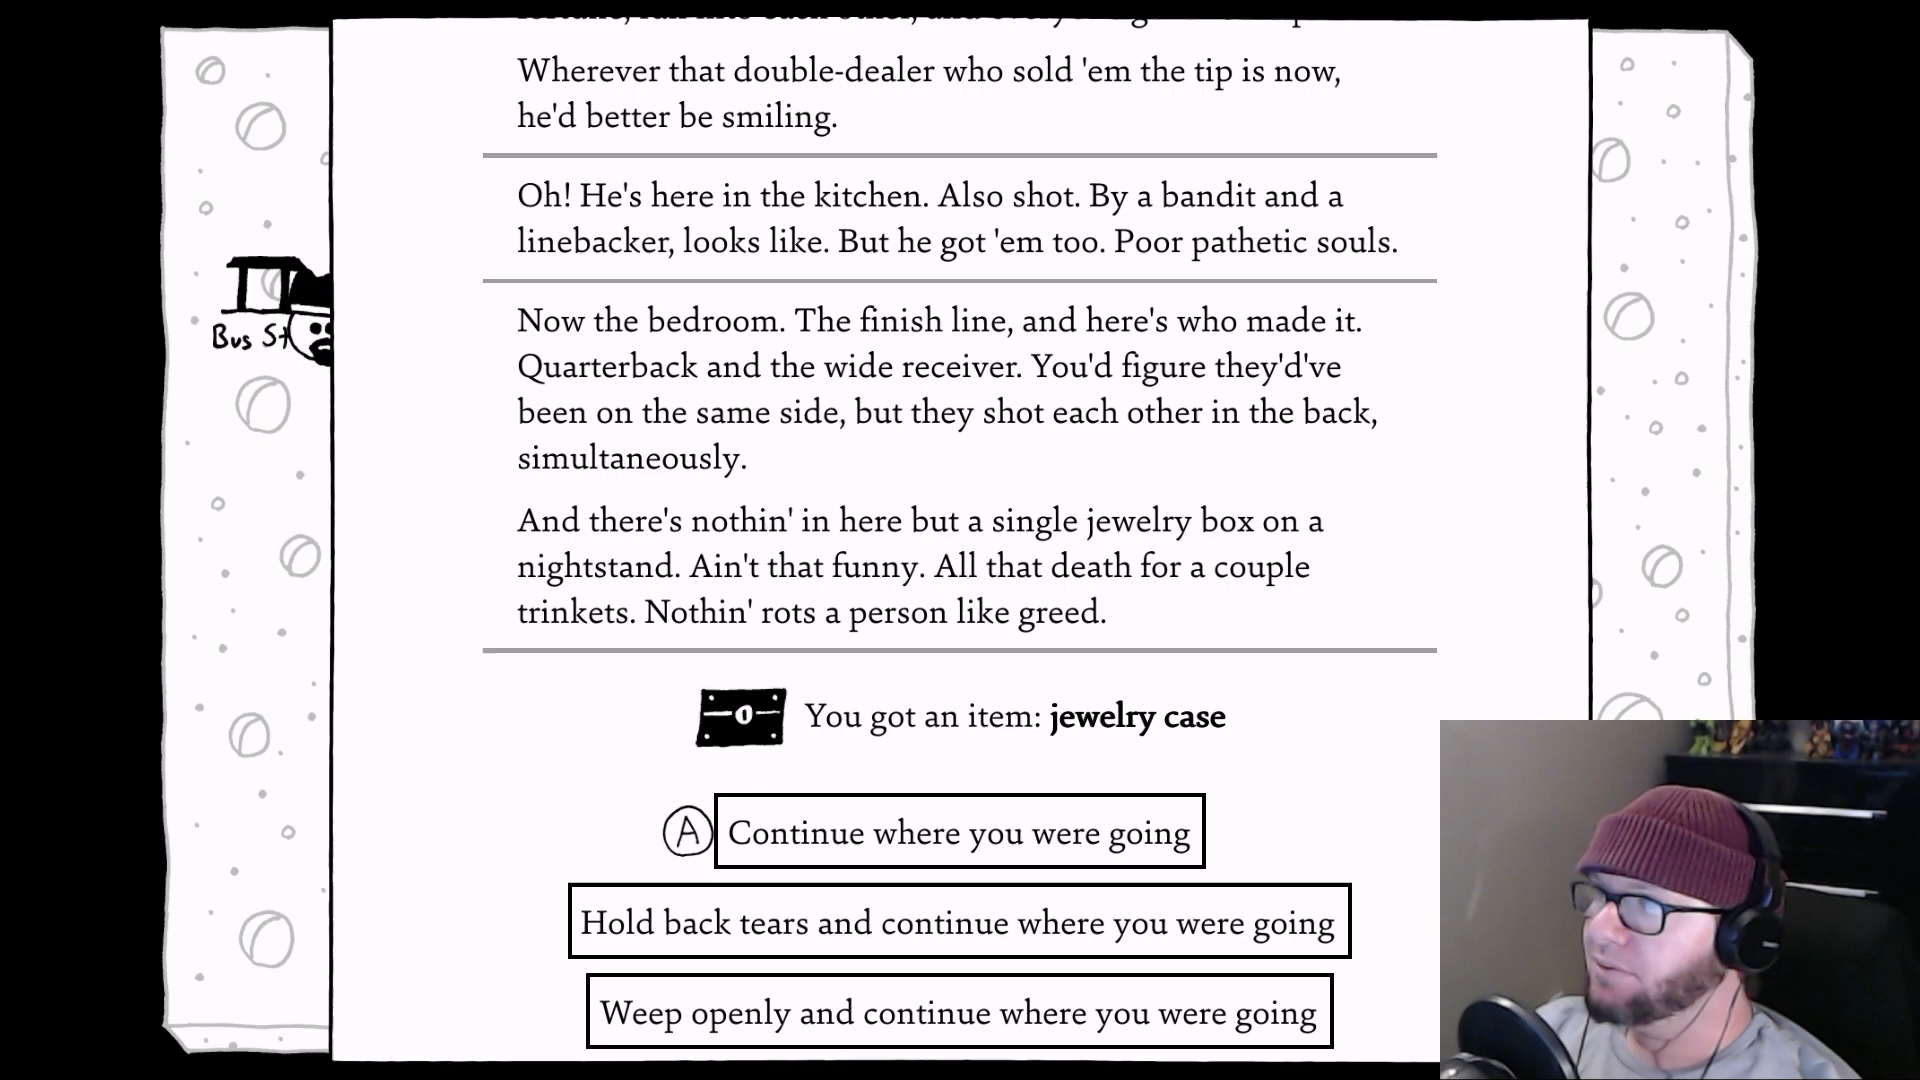 Wherever that double-dealer who sold 'em the tip is now,
he'd better be smiling.
Oh! He's here in the kitchen. Also shot. By a bandit and a
linebacker, looks like. But he got 'em too. Poor pathetic souls.
Bus St
Now the bedroom. The finish line, and here's who made it.
Quarterback and the wide receiver. You'd figure they'd've
been on the same side, but they shot each other in the back,
simultaneously.
And there's nothin' in here but a single jewelry box on a
nightstand. Ain't that funny. All that death for a couple
trinkets. Nothin' rots a person like greed.
You got an item: jewelry case
A Continue where you were going
Hold back tears and continue where you were going
Weep openly and continue where you were going